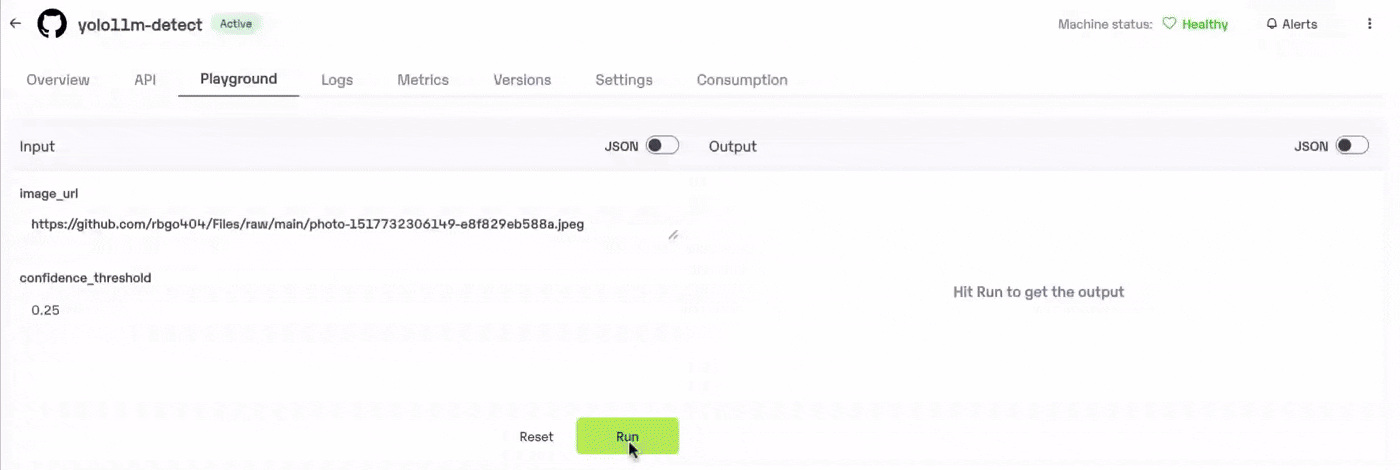 yolo11m-detect Active Machine status: Healthy Alerts
Overview API Playground Logs Metrics Versions Settings Consumption
Input JSON Output JSON
image_url
https://github.com/rbgo404/Files/raw/main/photo-1517732306149-e8f829eb588a.jpeg
confidence_threshold
0.25
Hit Run to get the output
Reset Run